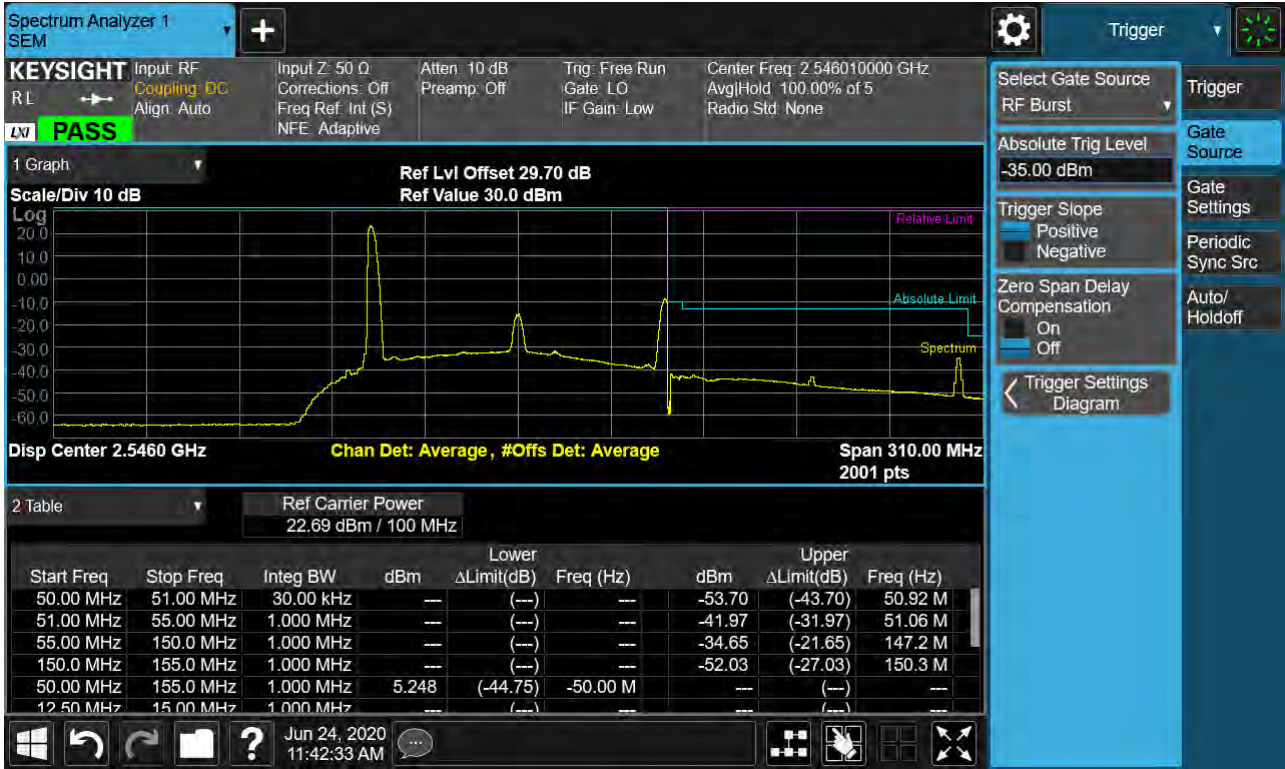 Spectrum Analyzer 1
SEM
+
Trigger
KEYSIGHT
R L
LXI
PASS
Input: RF
Coupling: DC
Align: Auto
Input Z: 50 Ω
Corrections: Off
Freq Ref: Int (S)
NFE: Adaptive
Atten: 10 dB
Preamp: Off
Trig: Free Run
Gate: LO
IF Gain: Low
Center Freq: 2.546010000 GHz
Avg|Hold: 100.00% of 5
Radio Std: None
1 Graph
Scale/Div 10 dB
Ref Lvl Offset 29.70 dB
Ref Value 30.0 dBm
Log
20.0
10.0
0.00
-10.0
-20.0
-30.0
-40.0
-50.0
-60.0
Relative Limit
Absolute Limit
Spectrum
Disp Center 2.5460 GHz
Chan Det: Average, #Offs Det: Average
Span 310.00 MHz
2001 pts
2 Table
Ref Carrier Power
22.69 dBm / 100 MHz
Lower Upper
Start Freq Stop Freq Integ BW dBm ΔLimit(dB) Freq (Hz) dBm ΔLimit(dB) Freq (Hz)
50.00 MHz 51.00 MHz 30.00 kHz --- (---) --- -53.70 (-43.70) 50.92 M
51.00 MHz 55.00 MHz 1.000 MHz --- (---) --- -41.97 (-31.97) 51.06 M
55.00 MHz 150.0 MHz 1.000 MHz --- (---) --- -34.65 (-21.65) 147.2 M
150.0 MHz 155.0 MHz 1.000 MHz --- (---) --- -52.03 (-27.03) 150.3 M
50.00 MHz 155.0 MHz 1.000 MHz 5.248 (-44.75) -50.00 M --- (---) ---
12.50 MHz 15.00 MHz 1.000 MHz --- (---) --- --- (---) ---
?
Jun 24, 2020
11:42:33 AM
Select Gate Source
RF Burst
Absolute Trig Level
-35.00 dBm
Trigger Slope
Positive
Negative
Zero Span Delay
Compensation
On
Off
Trigger Settings
Diagram
Trigger
Gate
Source
Gate
Settings
Periodic
Sync Src
Auto/
Holdoff